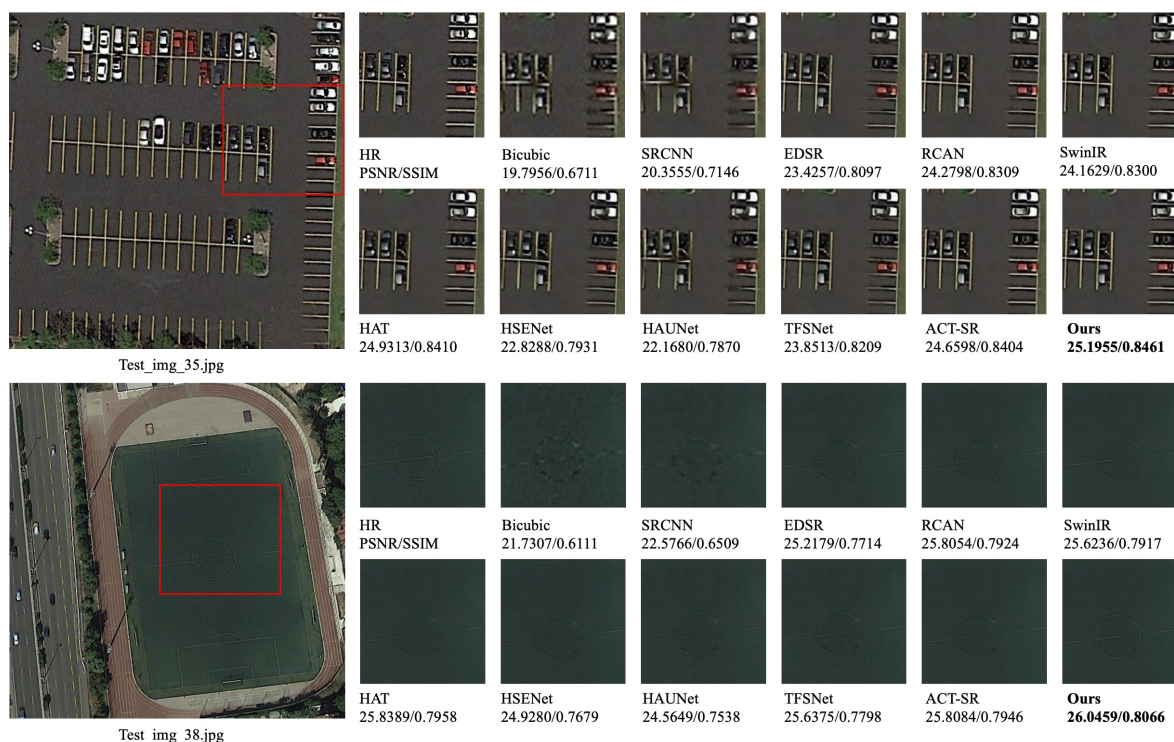 HR
PSNR/SSIM
Bicubic
19.7956/0.6711
SRCNN
20.3555/0.7146
EDSR
23.4257/0.8097
RCAN
24.2798/0.8309
SwinIR
24.1629/0.8300
HAT
24.9313/0.8410
HSENet
22.8288/0.7931
HAUNet
22.1680/0.7870
TFSNet
23.8513/0.8209
ACT-SR
24.6598/0.8404
Ours
25.1955/0.8461
Test_img_35.jpg
HR
PSNR/SSIM
Bicubic
21.7307/0.6111
SRCNN
22.5766/0.6509
EDSR
25.2179/0.7714
RCAN
25.8054/0.7924
SwinIR
25.6236/0.7917
HAT
25.8389/0.7958
HSENet
24.9280/0.7679
HAUNet
24.5649/0.7538
TFSNet
25.6375/0.7798
ACT-SR
25.8084/0.7946
Ours
26.0459/0.8066
Test_img_38.jpg